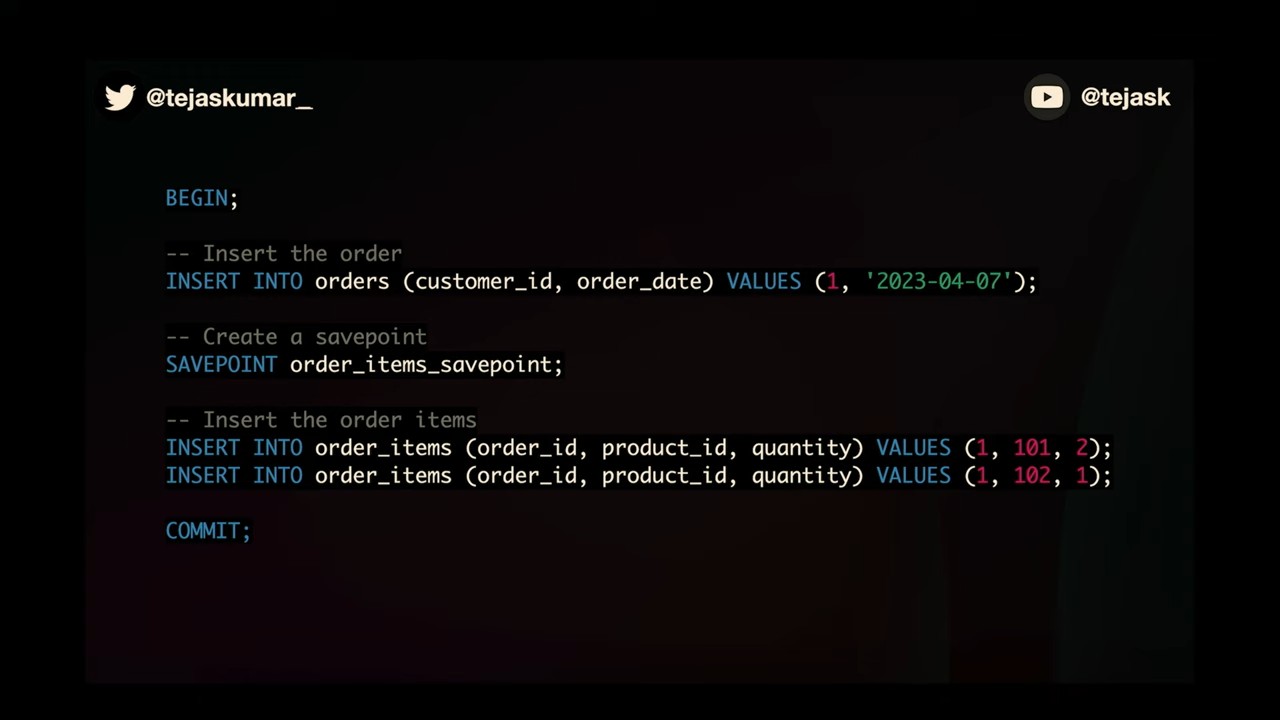 @tejaskumar_
@tejask
BEGIN;
-- Insert the order
INSERT INTO orders (customer_id, order_date) VALUES (1, '2023-04-07');
-- Create a savepoint
SAVEPOINT order_items_savepoint;
-- Insert the order items
INSERT INTO order_items (order_id, product_id, quantity) VALUES (1, 101, 2);
INSERT INTO order_items (order_id, product_id, quantity) VALUES (1, 102, 1);
COMMIT;